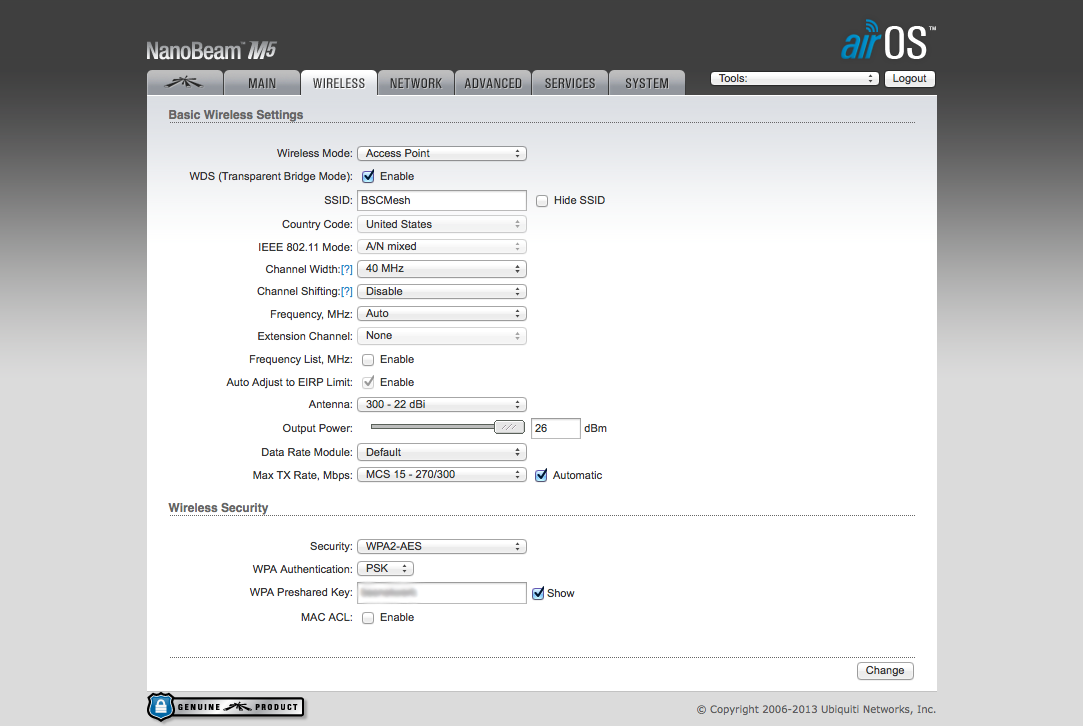 NanoBeam™ M5
airOS™
MAIN WIRELESS NETWORK ADVANCED SERVICES SYSTEM Tools: Logout
Basic Wireless Settings
Wireless Mode: Access Point
WDS (Transparent Bridge Mode): Enable
SSID: BSCMesh Hide SSID
Country Code: United States
IEEE 802.11 Mode: A/N mixed
Channel Width:[?] 40 MHz
Channel Shifting:[?] Disable
Frequency, MHz: Auto
Extension Channel: None
Frequency List, MHz: Enable
Auto Adjust to EIRP Limit: Enable
Antenna: 300 - 22 dBi
Output Power: 26 dBm
Data Rate Module: Default
Max TX Rate, Mbps: MCS 15 - 270/300 Automatic
Wireless Security
Security: WPA2-AES
WPA Authentication: PSK
WPA Preshared Key: Show
MAC ACL: Enable
Change
GENUINE PRODUCT
© Copyright 2006-2013 Ubiquiti Networks, Inc.